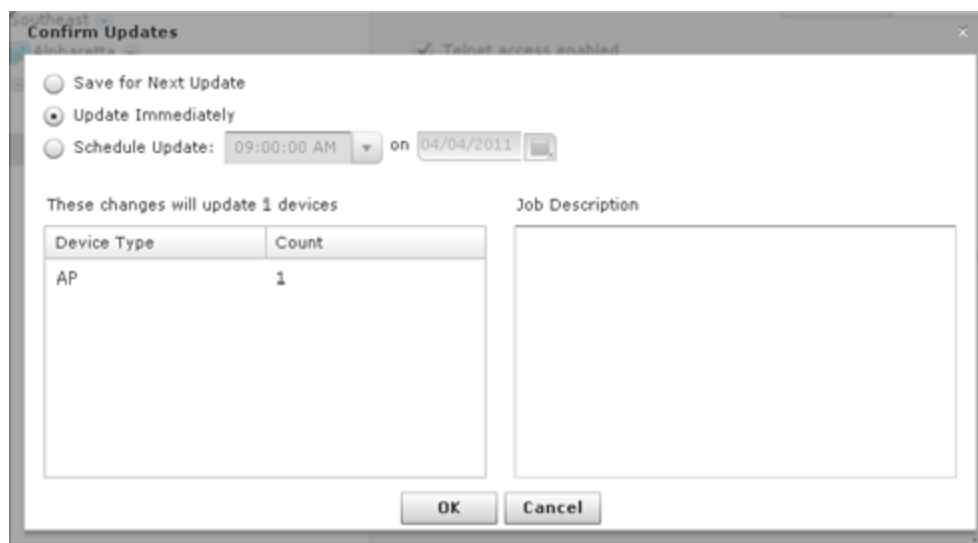 Southeast
Confirm Updates
Alpharetta
Telnet access enabled
Save for Next Update
Update Immediately
Schedule Update: 09:00:00 AM on 04/04/2011
These changes will update 1 devices
Job Description
Device Type Count
AP 1
OK Cancel